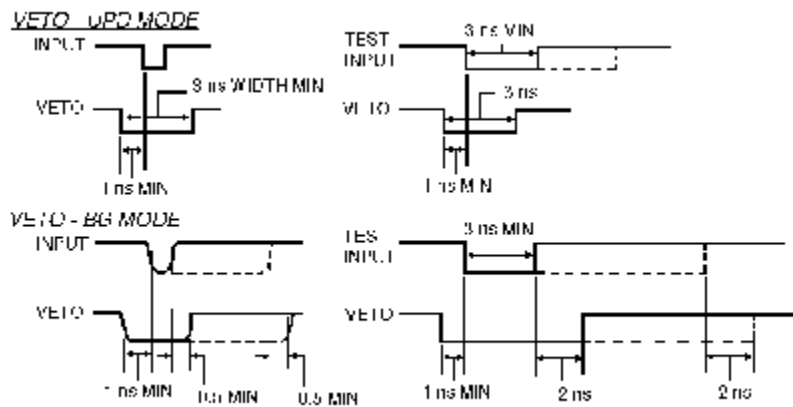 VETO - UPD MODE
INPUT
VETO
3 ns WIDTH MIN
1 ns MIN
TEST INPUT
3 ns MIN
VETO
3 ns
1 ns MIN
VETO - BG MODE
INPUT
VETO
1 ns MIN
0.5 MIN
INPUT
3 ns MIN
VETO
1 ns MIN
2 ns
2 ns